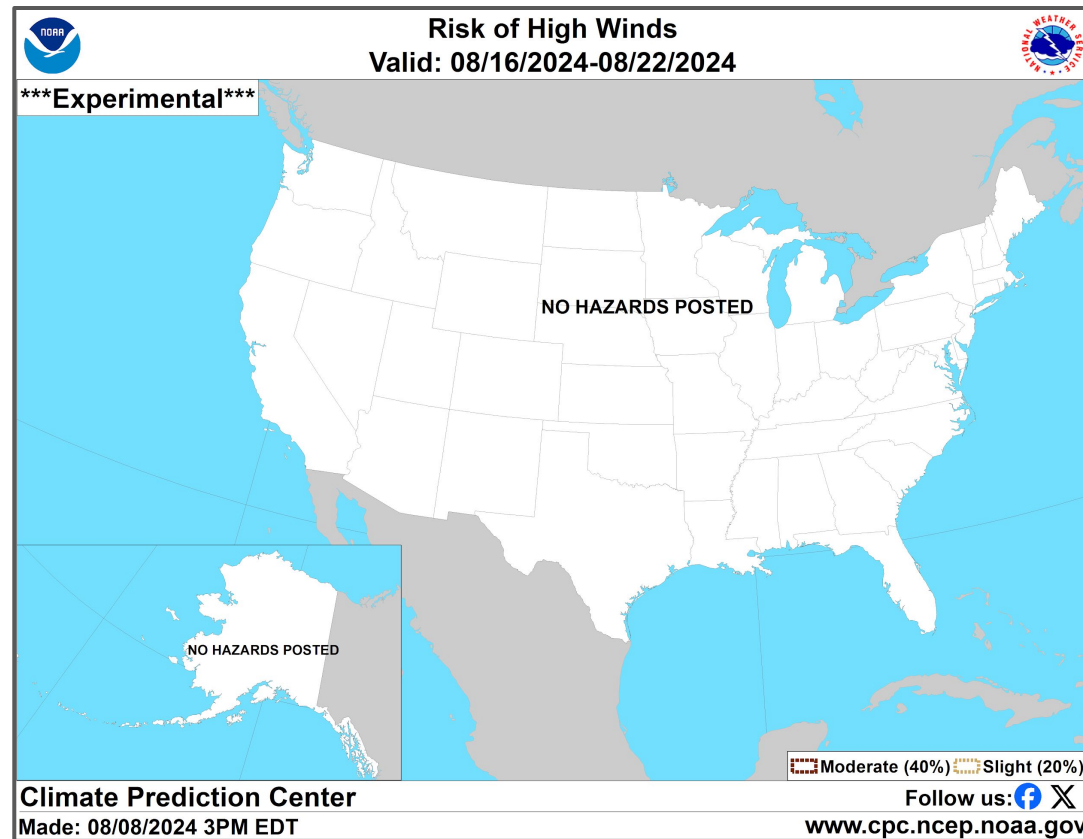 NOAA
Risk of High Winds
Valid: 08/16/2024-08/22/2024
NATIONAL WEATHER SERVICE
***Experimental***
NO HAZARDS POSTED
NO HAZARDS POSTED
Moderate (40%) Slight (20%)
Climate Prediction Center
Follow us:
Made: 08/08/2024 3PM EDT
www.cpc.ncep.noaa.gov